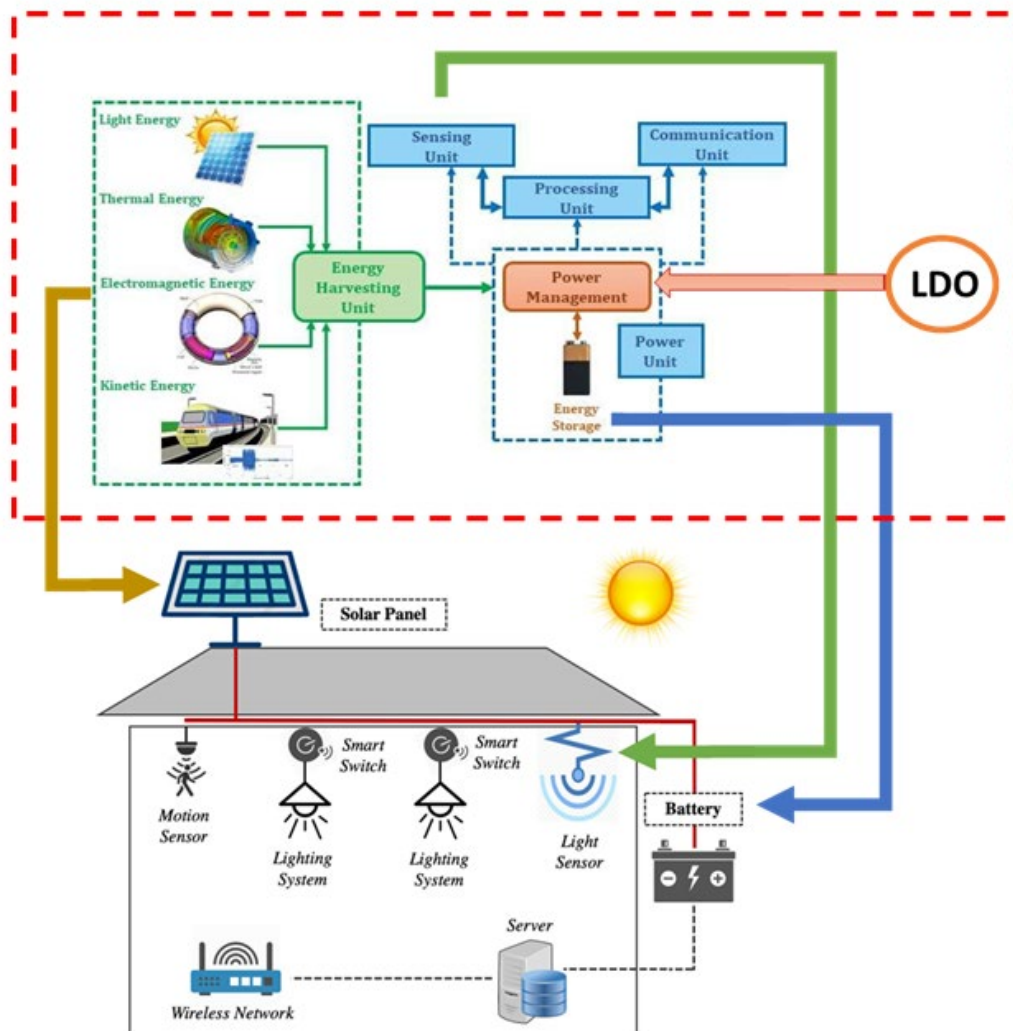 Light Energy
Thermal Energy
Electromagnetic Energy
Kinetic Energy
Energy
Harvesting
Unit
Sensing
Unit
Communication
Unit
Processing
Unit
Power
Management
Power
Unit
Energy
Storage
LDO
Solar Panel
Motion
Sensor
Smart
Switch
Lighting
System
Smart
Switch
Lighting
System
Light
Sensor
Battery
Server
Wireless Network